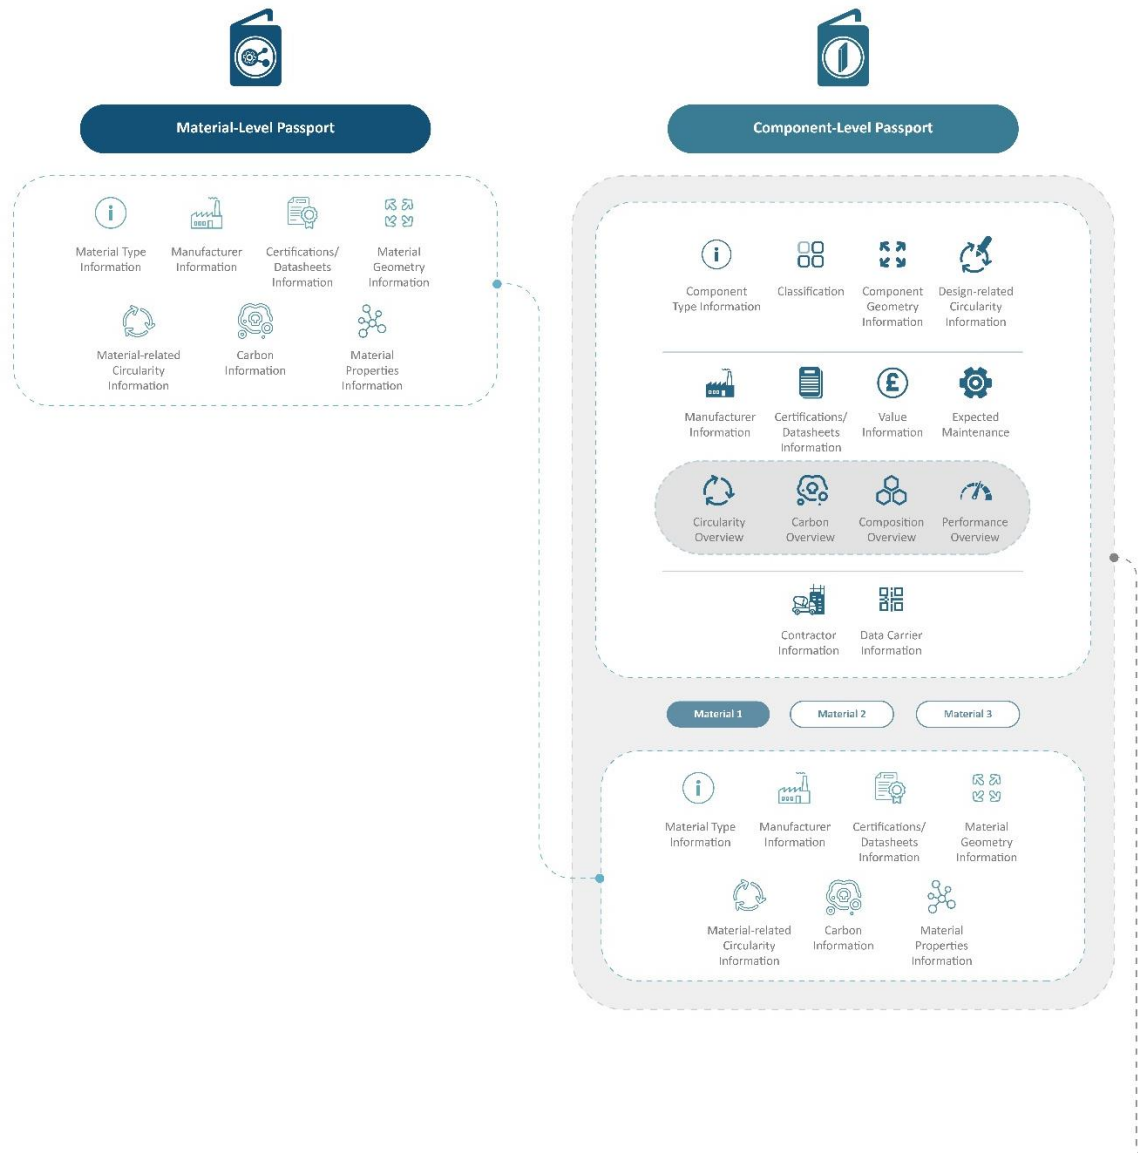 Material-Level Passport
Material Type
Information
Manufacturer
Information
Certifications/
Datasheets
Information
Material
Geometry
Information
Material-related
Circularity
Information
Carbon
Information
Material
Properties
Information
Component-Level Passport
Component
Type Information
Classification
Component
Geometry
Information
Design-related
Circularity
Information
Manufacturer
Information
Certifications/
Datasheets
Information
£
Value
Information
Expected
Maintenance
Circularity
Overview
Carbon
Overview
Composition
Overview
Performance
Overview
Contractor
Information
Data Carrier
Information
Material 1
Material 2
Material 3
Material Type
Information
Manufacturer
Information
Certifications/
Datasheets
Information
Material
Geometry
Information
Material-related
Circularity
Information
Carbon
Information
Material
Properties
Information